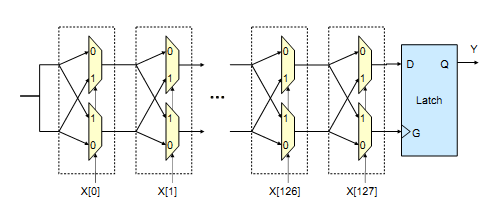 0 0 0 0
Y
D Q
1 1 1 1
...
Latch
1 1 1 1
G
0 0 0 0
X[0] X[1] X[126] X[127]